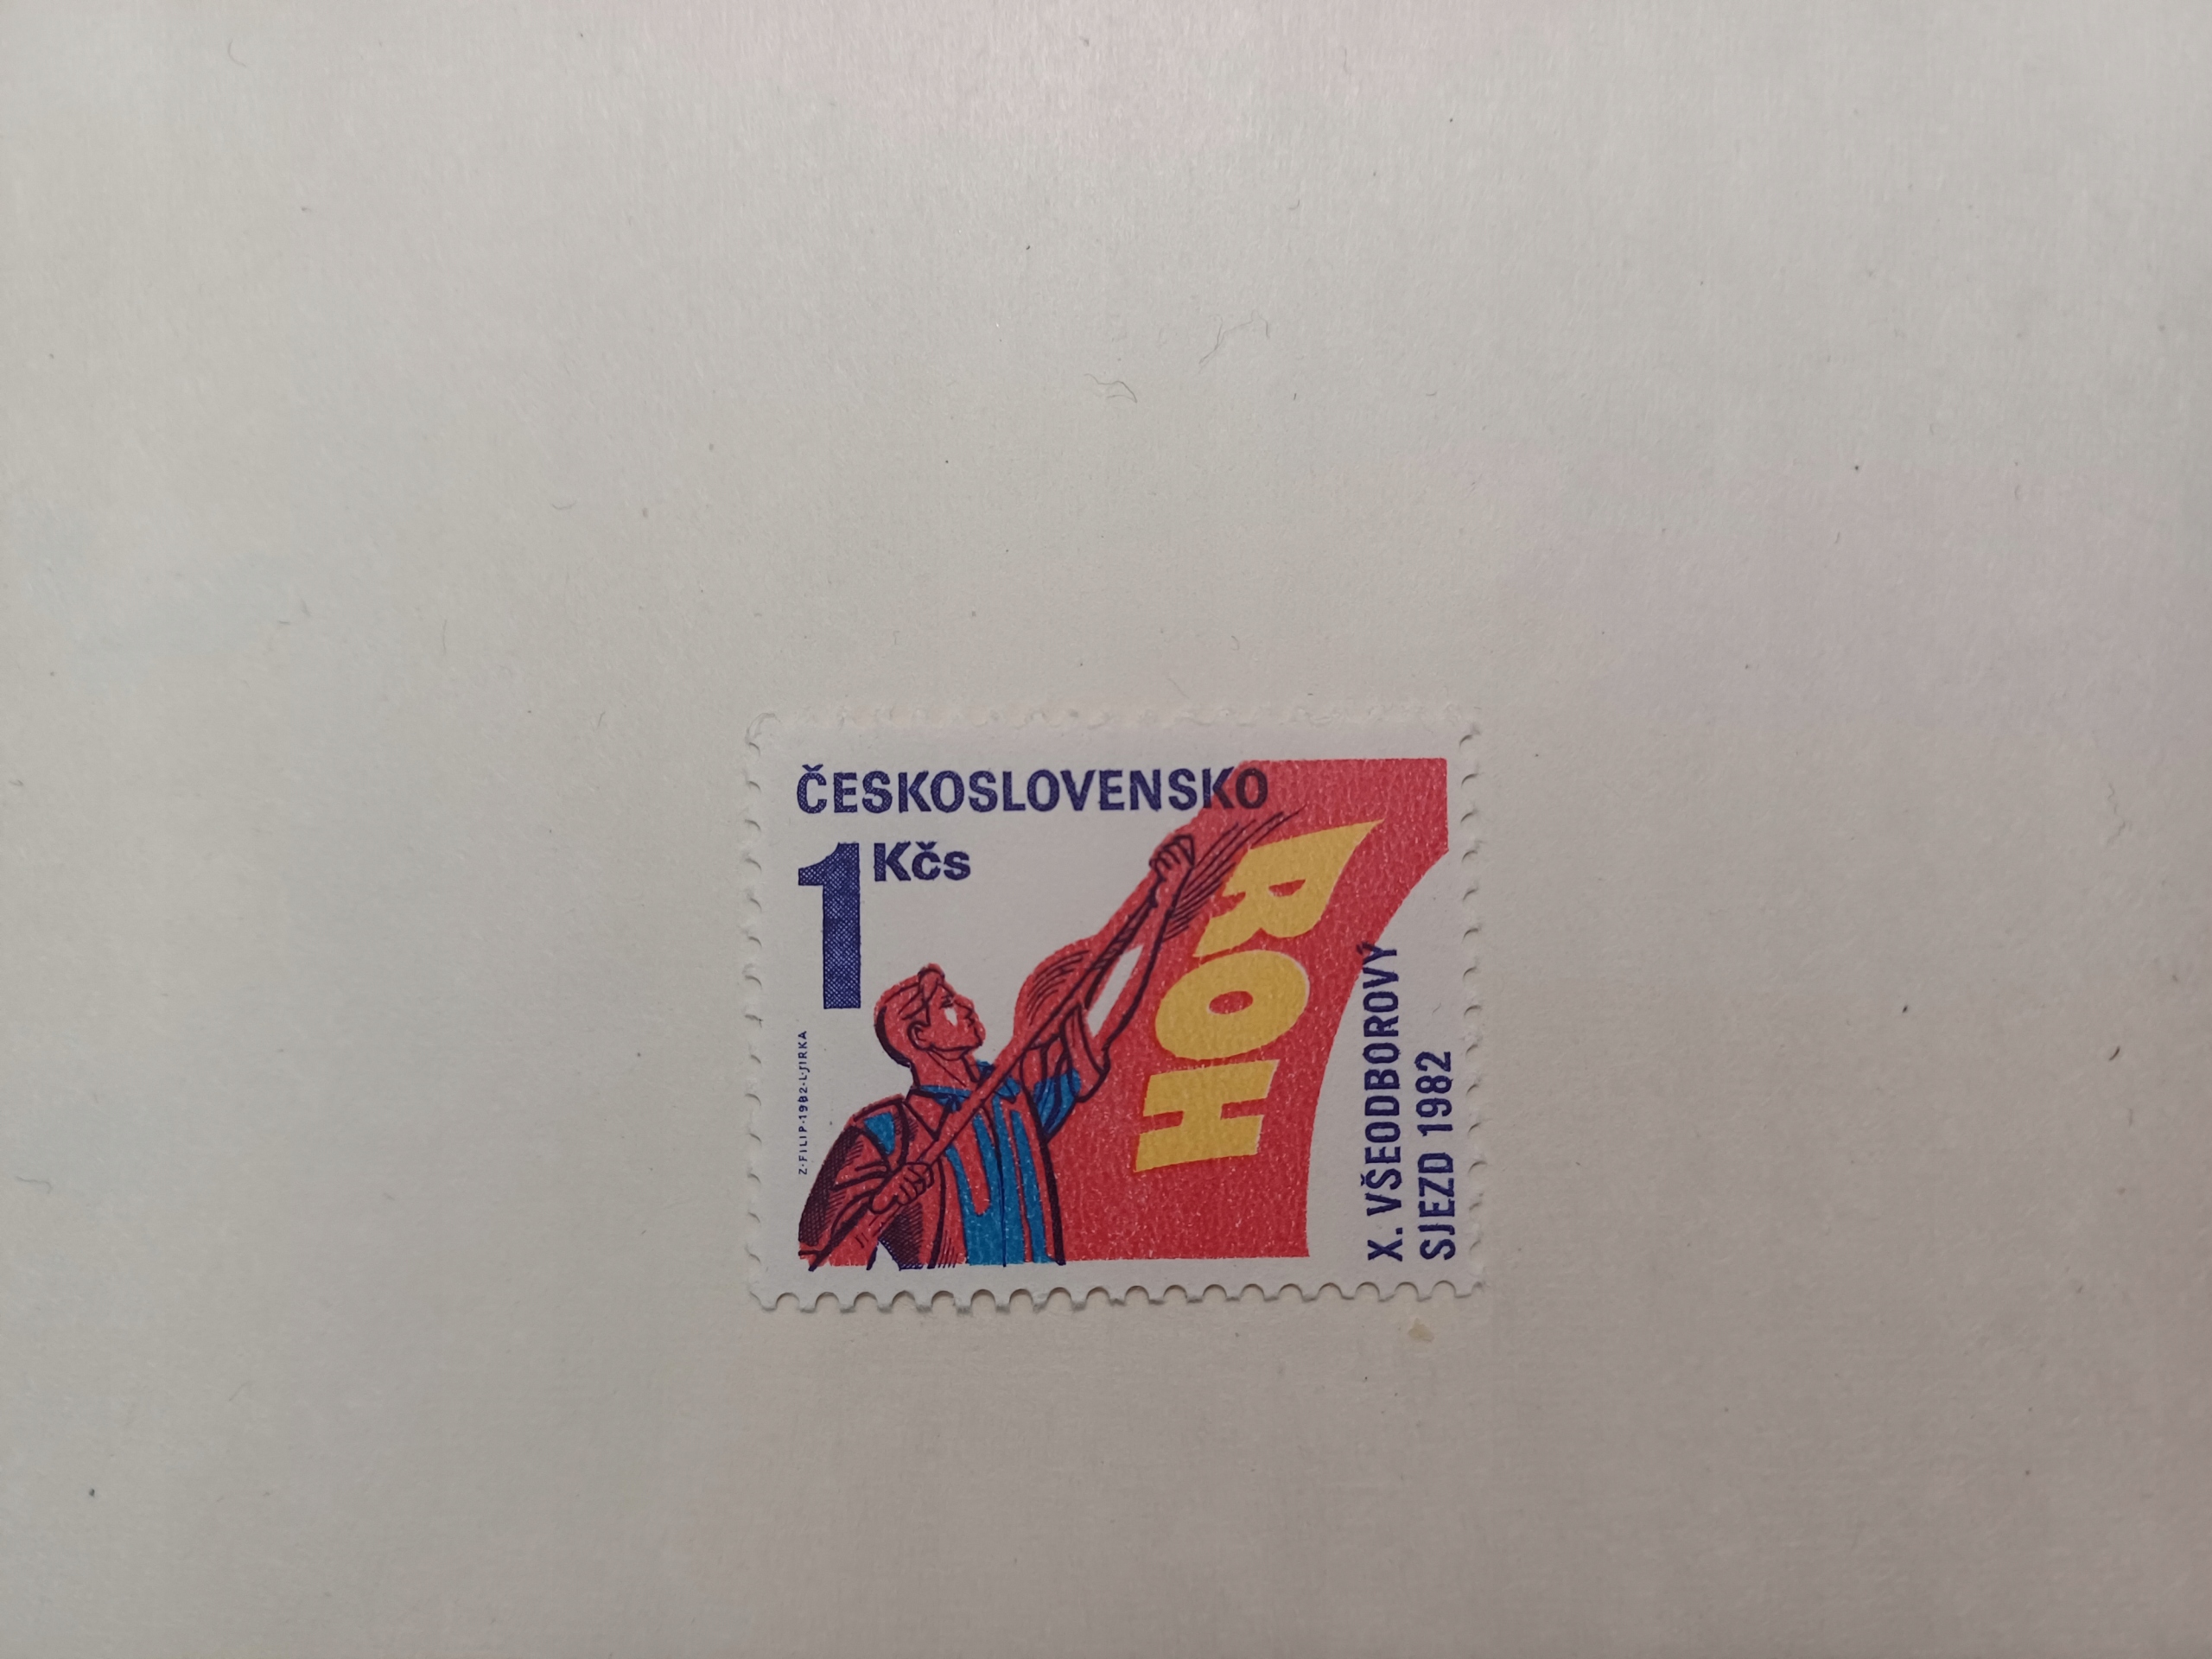 ČESKOSLOVENSKO
1 Kčs
ROH
X. VŠEODBOROVÝ
SJEZD 1982
Z·FILIP·1982·L·JIRKA